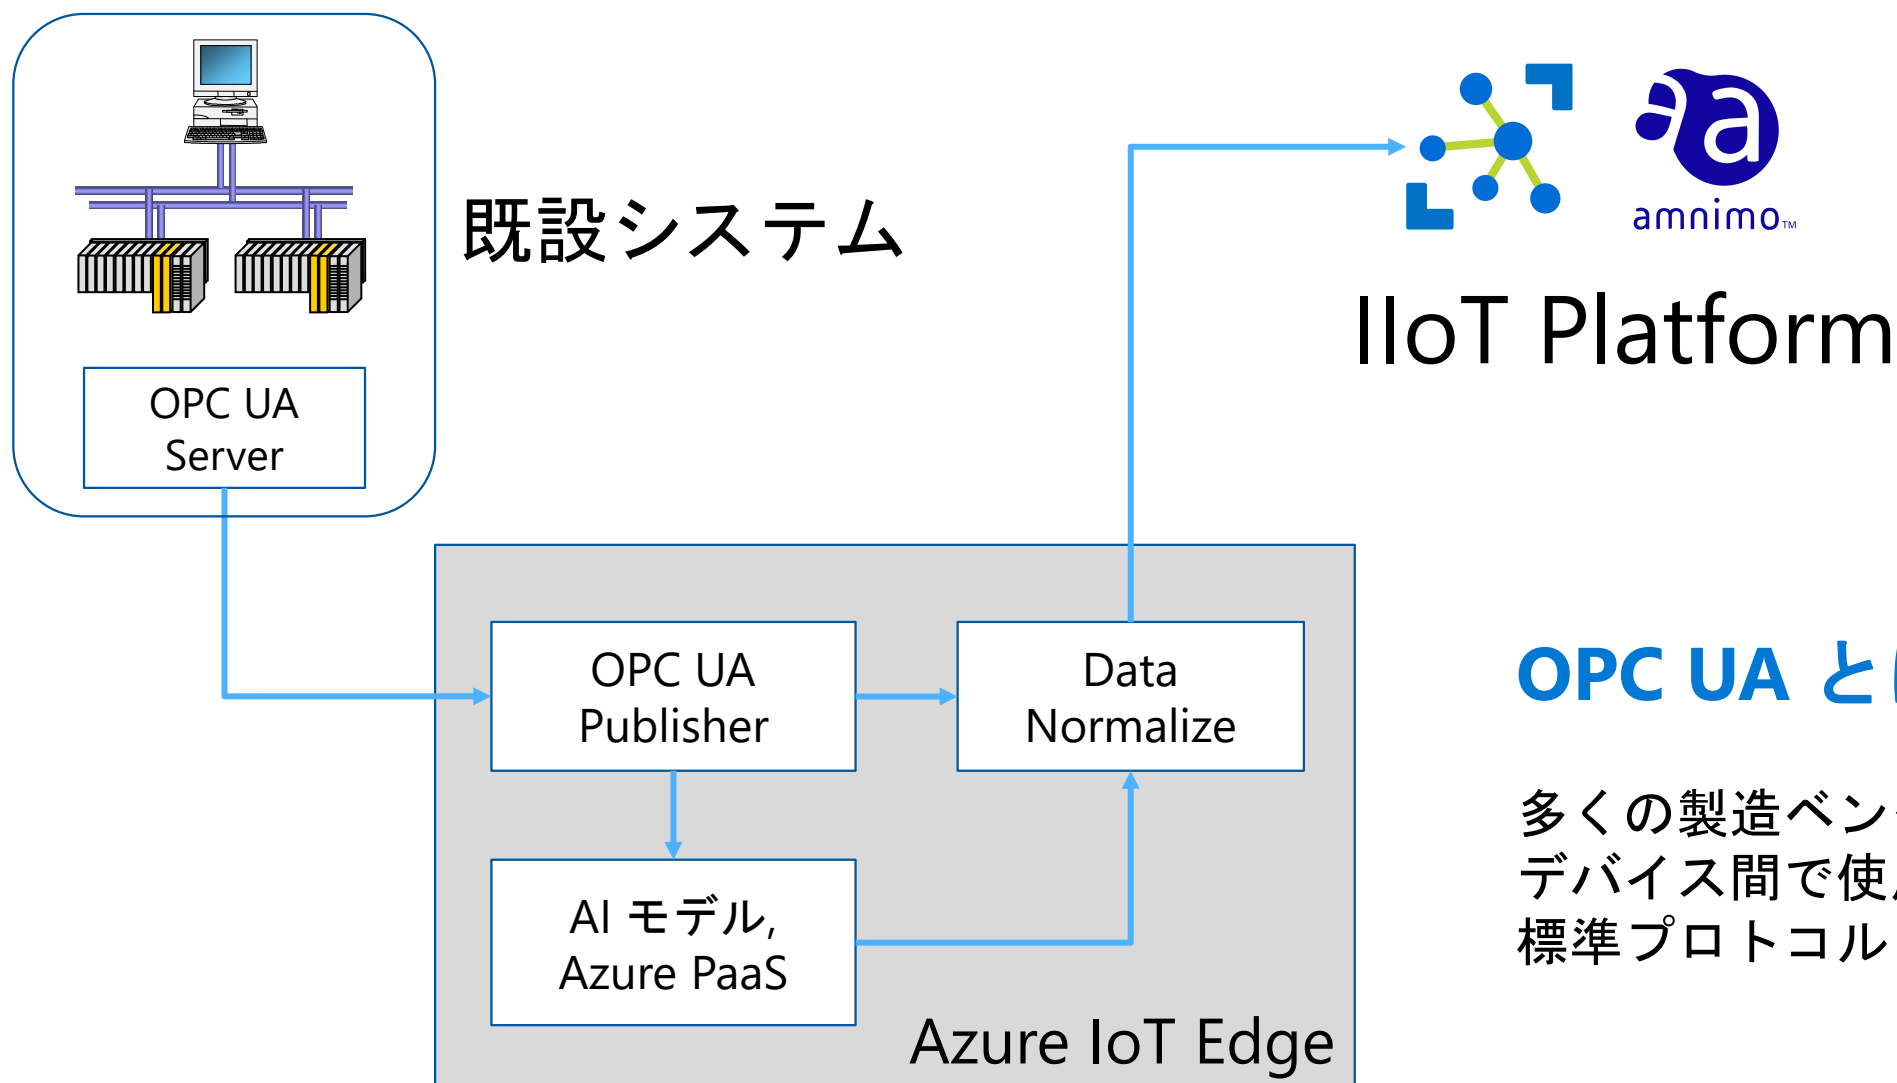 既設システム
OPC UA
Server
amnimo™
IIoT Platform
OPC UA
Publisher
Data
Normalize
AI モデル,
Azure PaaS
Azure IoT Edge
OPC UA と
多くの製造ベン
デバイス間で使
標準プロトコル